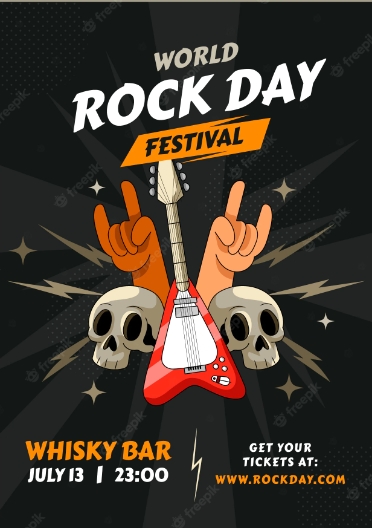 WORLD
ROCK DAY
FESTIVAL
WHISKY BAR
JULY 13 | 23:00
GET YOUR
TICKETS AT:
WWW.ROCKDAY.COM